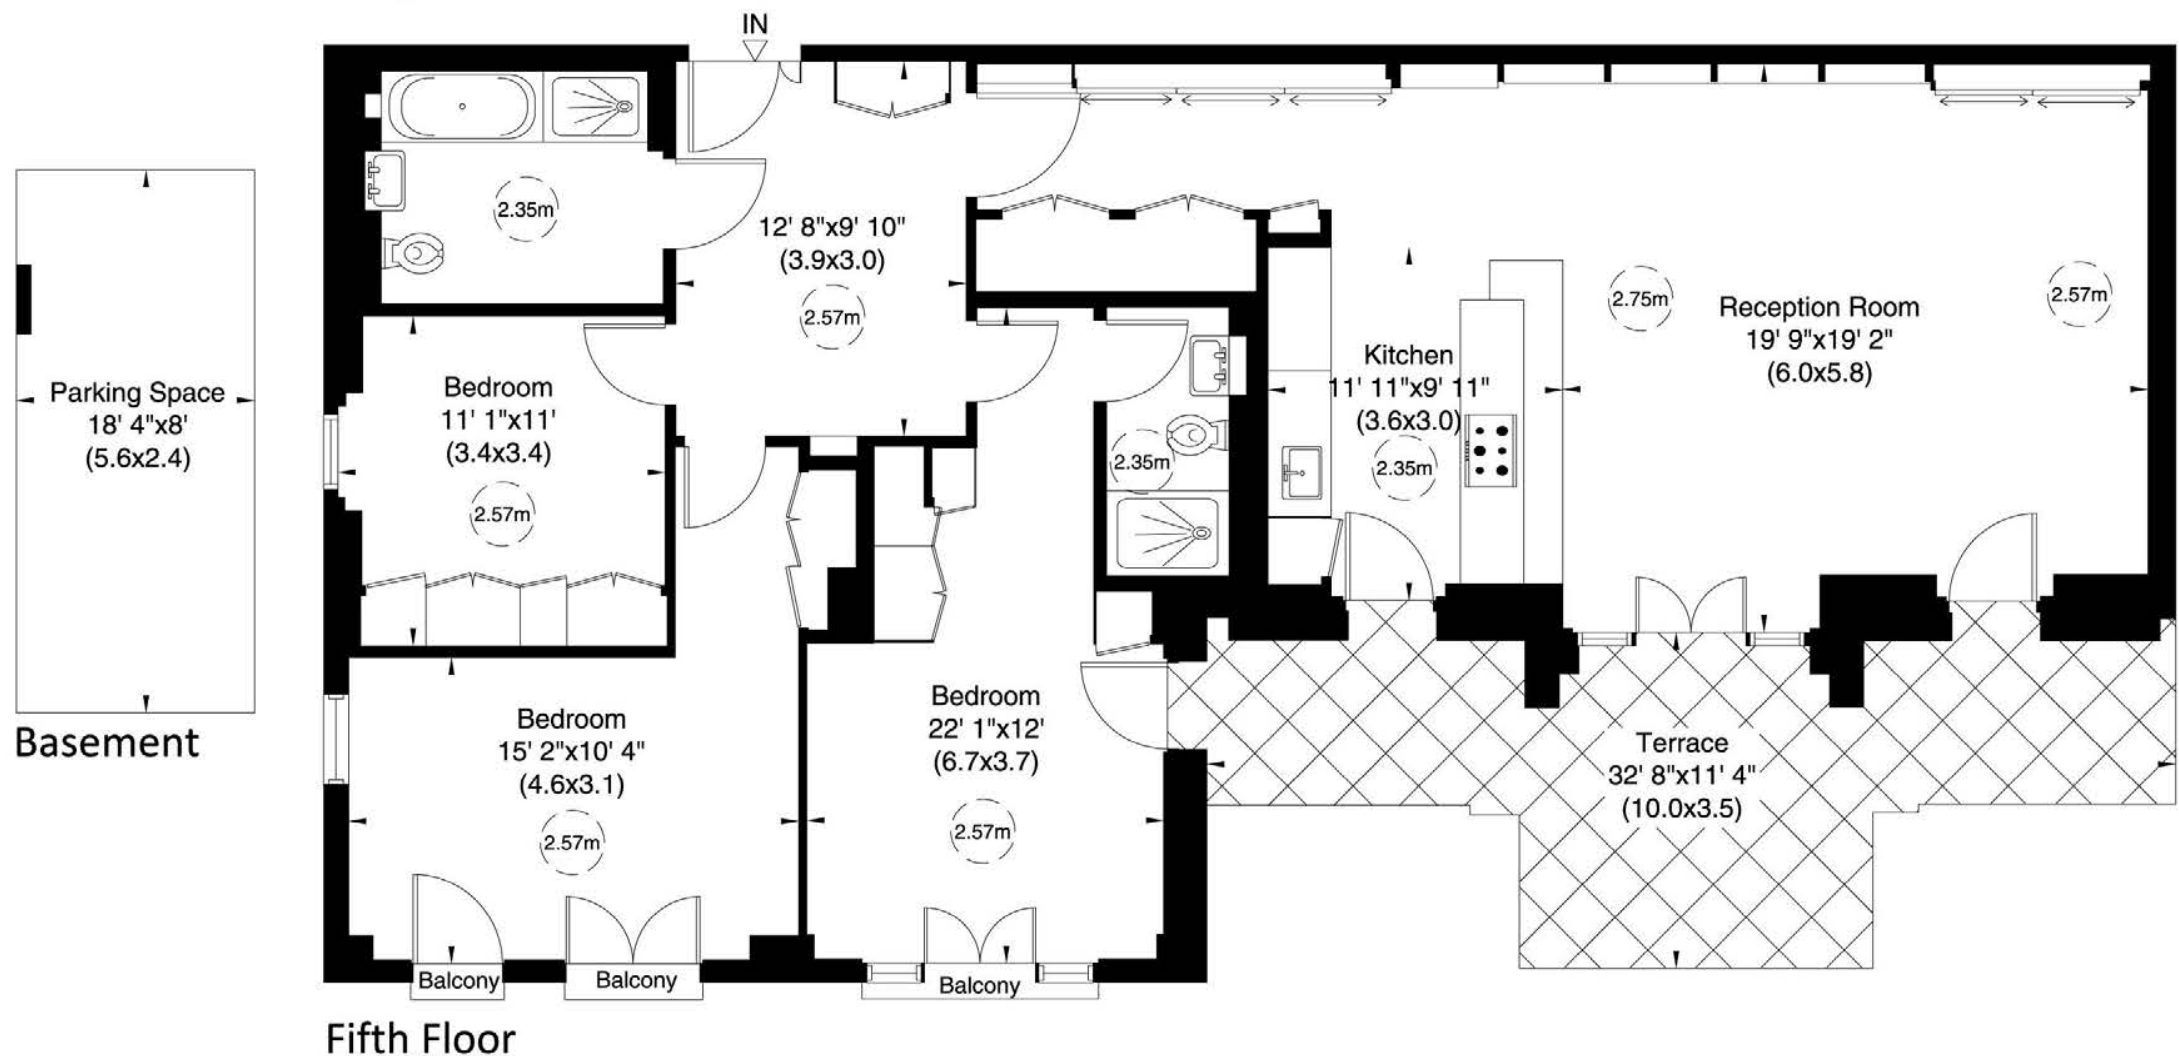 IN
2.35m
12' 8"x9' 10"
(3.9x3.0)
2.57m
2.75m
Reception Room
19' 9"x19' 2"
(6.0x5.8)
2.57m
Kitchen
11' 11"x9' 11"
(3.6x3.0)
2.35m
Parking Space
18' 4"x8'
(5.6x2.4)
Basement
Bedroom
11' 1"x11'
(3.4x3.4)
2.57m
2.35m
Bedroom
15' 2"x10' 4"
(4.6x3.1)
2.57m
Bedroom
22' 1"x12'
(6.7x3.7)
2.57m
Terrace
32' 8"x11' 4"
(10.0x3.5)
Balcony
Balcony
Balcony
Fifth Floor